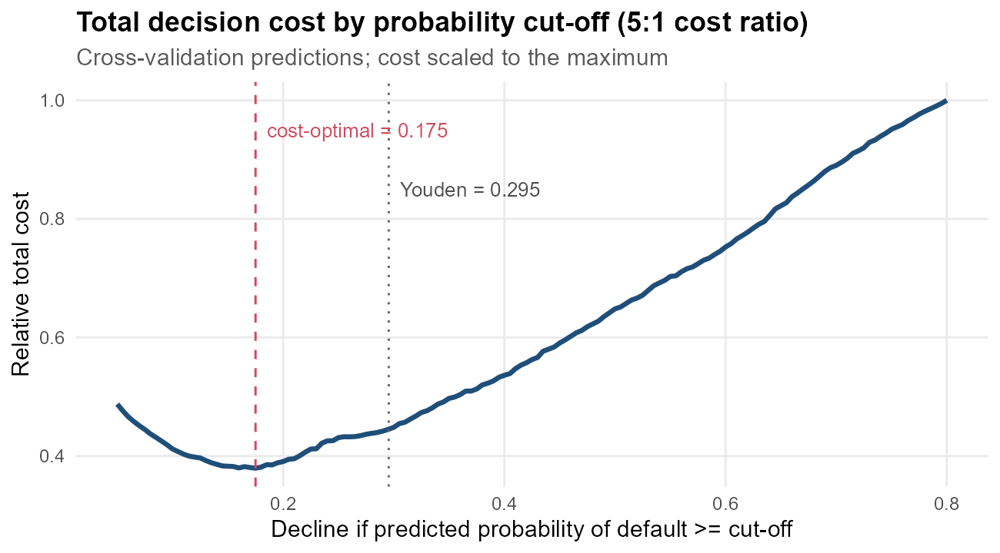 Total decision cost by probability cut-off (5:1 cost ratio)
Cross-validation predictions; cost scaled to the maximum
1.0
cost-optimal = 0.175
Youden = 0.295
0.8
0.6
0.4
Relative total cost
0.2
0.4
0.6
0.8
Decline if predicted probability of default >= cut-off